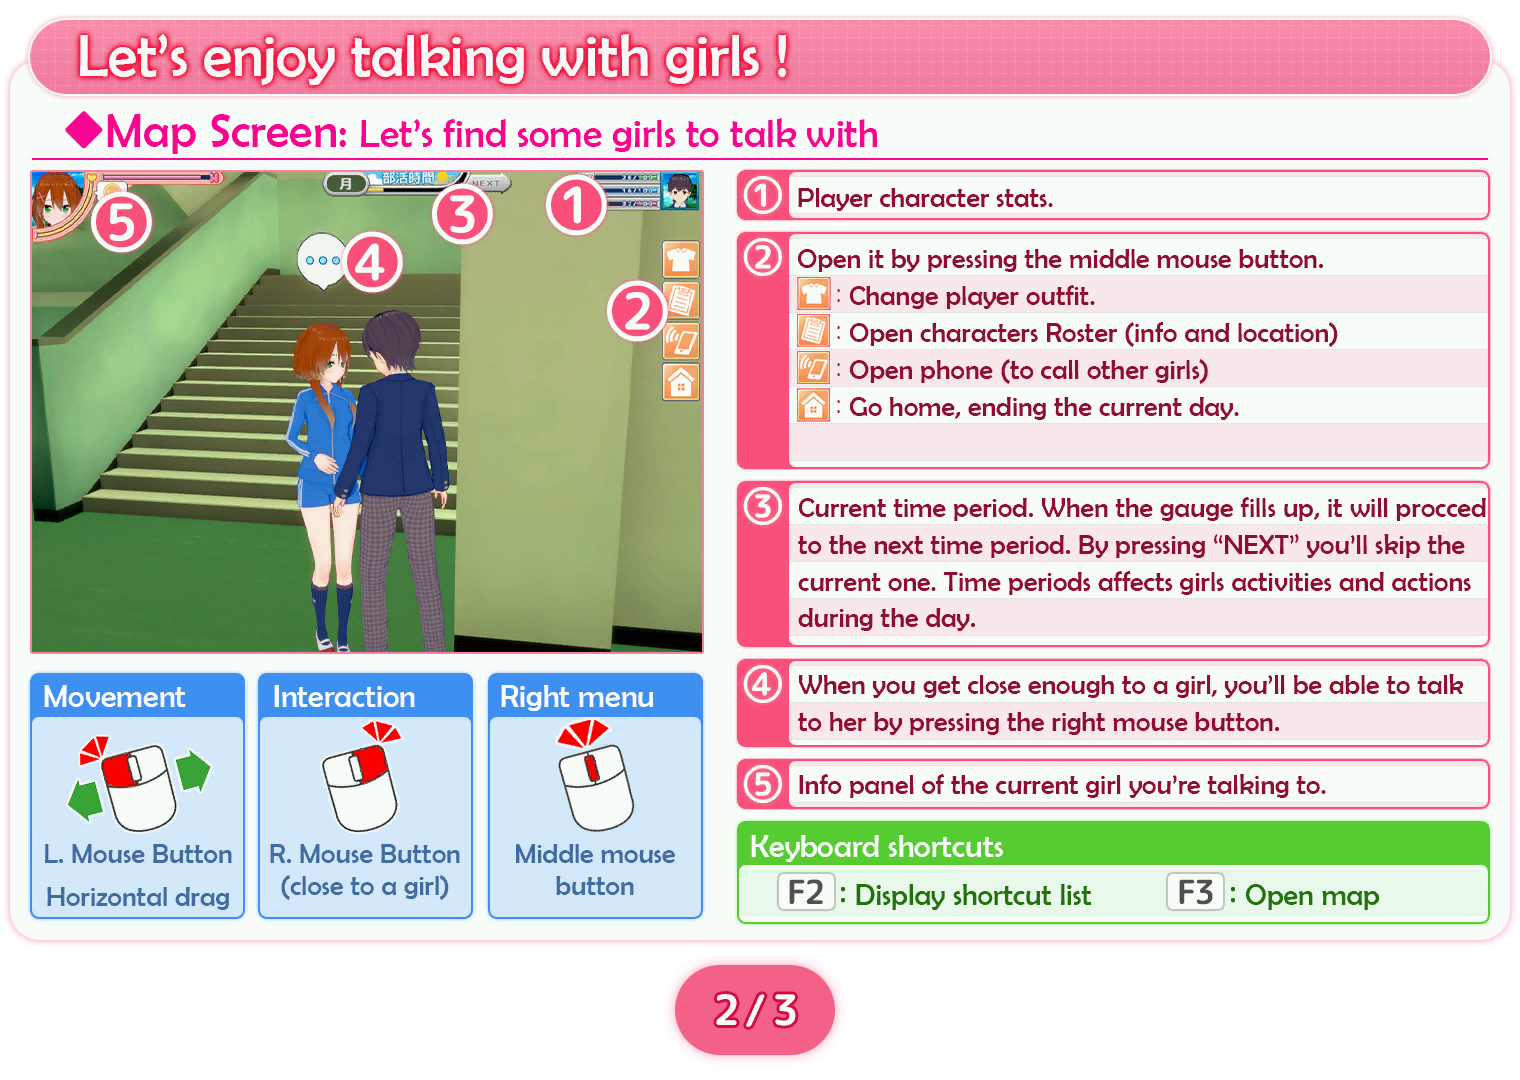 Let's enjoy talking with girls !
◆Map Screen: Let's find some girls to talk with
月
部活時間
NEXT
5
3
1
4
2
1
Player character stats.
2
Open it by pressing the middle mouse button.
: Change player outfit.
: Open characters Roster (info and location)
: Open phone (to call other girls)
: Go home, ending the current day.
3
Current time period. When the gauge fills up, it will procced
to the next time period. By pressing “NEXT” you'll skip the
current one. Time periods affects girls activities and actions
during the day.
4
When you get close enough to a girl, you'll be able to talk
to her by pressing the right mouse button.
5
Info panel of the current girl you're talking to.
Movement
L. Mouse Button
Horizontal drag
Interaction
R. Mouse Button
(close to a girl)
Right menu
Middle mouse
button
Keyboard shortcuts
F2 : Display shortcut list
F3 : Open map
2/3